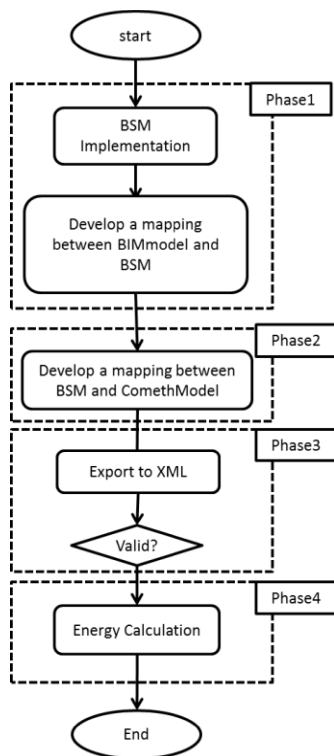 start
Phase1
BSM
Implementation
Develop a mapping
between BIMmodel and
BSM
Phase2
Develop a mapping between
BSM and ComethModel
Phase3
Export to XML
Valid?
Phase4
Energy Calculation
End